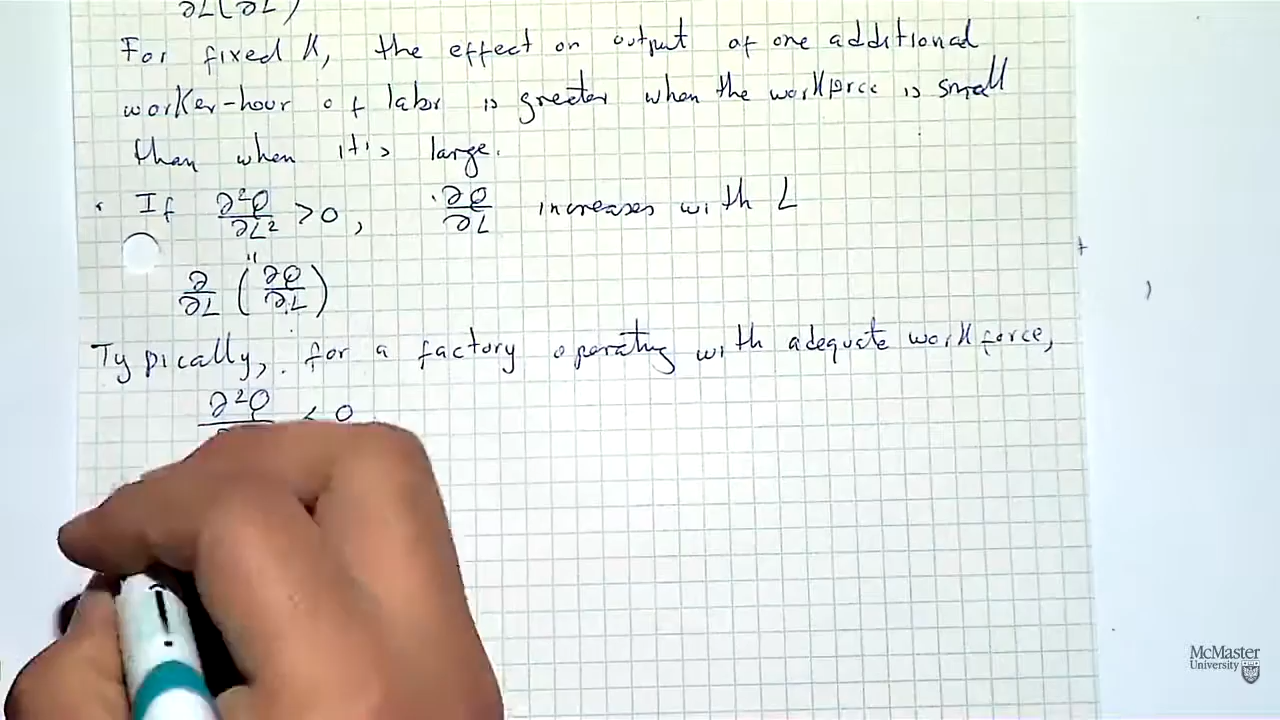 ∂L(∂L)
For fixed K, the effect on output of one additional
worker-hour of labor is greater when the workforce is small
than when it's large.
• If ∂²Q/∂L² > 0, ∂Q/∂L increases with L
"
∂/∂L (∂Q/∂L)
Typically, for a factory operating with adequate workforce,
∂²Q < 0
McMaster
University